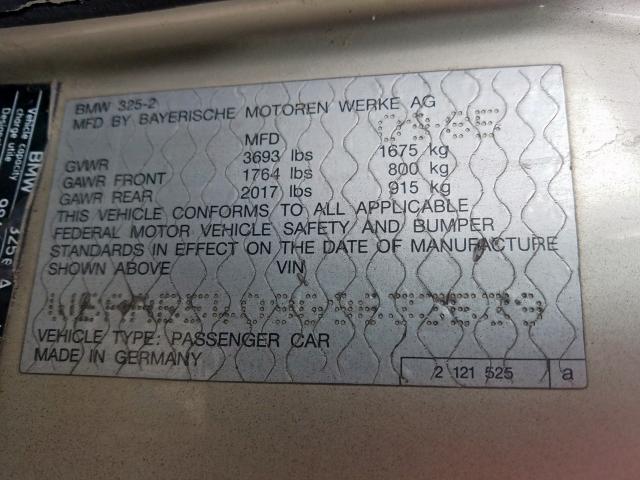 BMW 325-2
MFD BY BAYERISCHE MOTOREN WERKE AG
MFD
GVWR 3693 lbs 1675 kg
GAWR FRONT 1764 lbs 800 kg
GAWR REAR 2017 lbs 915 kg
THIS VEHICLE CONFORMS TO ALL APPLICABLE
FEDERAL MOTOR VEHICLE SAFETY AND BUMPER
STANDARDS IN EFFECT ON THE DATE OF MANUFACTURE
SHOWN ABOVE VIN
VEHICLE TYPE: PASSENGER CAR
MADE IN GERMANY
2 121 525 a
BMW 325e
Vehicle capacity